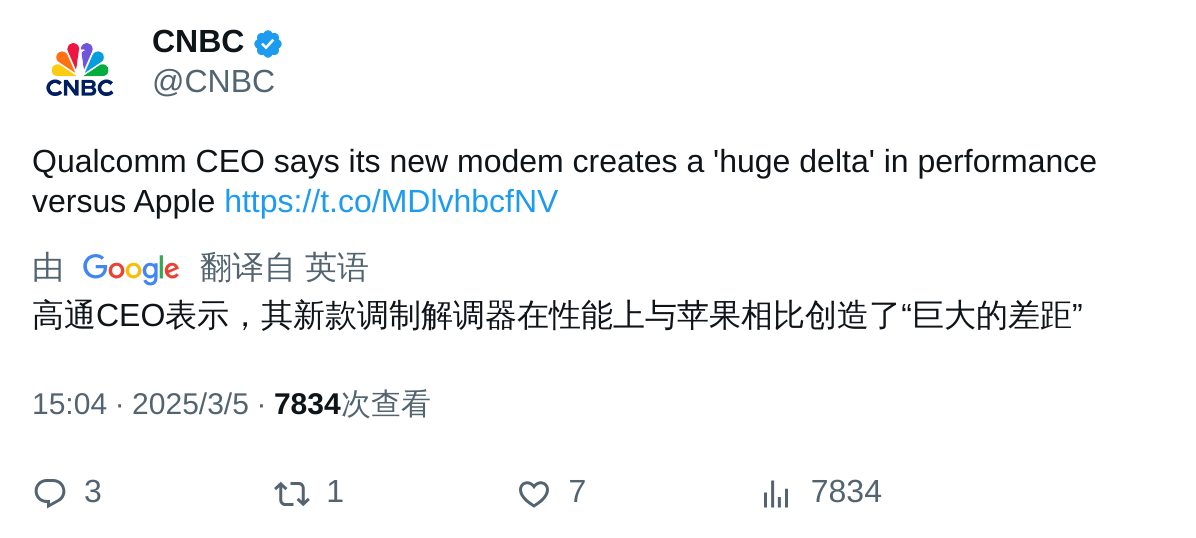 CNBC
CNBC
@CNBC
Qualcomm CEO says its new modem creates a 'huge delta' in performance
versus Apple https://t.co/MDlvhbcfNV
由 Google 翻译自 英语
高通CEO表示，其新款调制解调器在性能上与苹果相比创造了“巨大的差距”
15:04 · 2025/3/5 · 7834次查看
3 1 7 7834